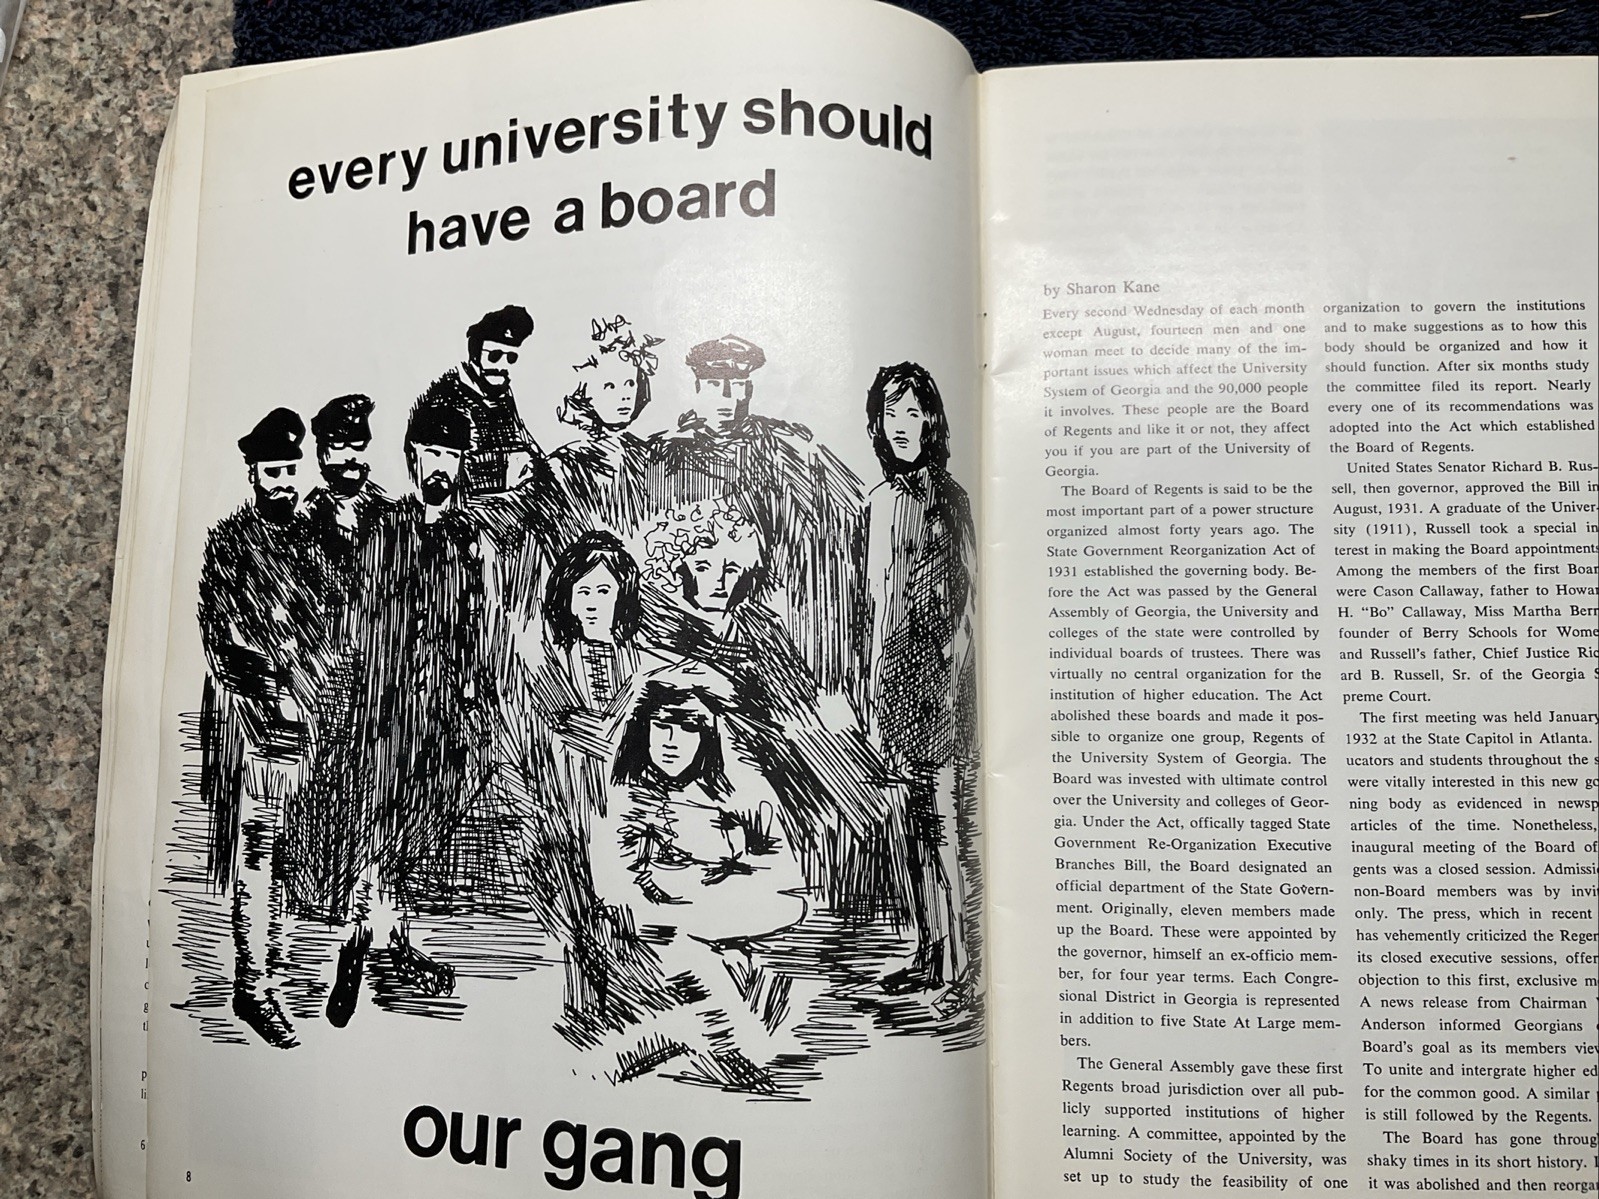 every university should
have a board
our gang
8
by Sharon Kane
Every second Wednesday of each month
except August, fourteen men and one
woman meet to decide many of the im-
portant issues which affect the University
System of Georgia and the 90,000 people
it involves. These people are the Board
of Regents and like it or not, they affect
you if you are part of the University of
Georgia.
The Board of Regents is said to be the
most important part of a power structure
organized almost forty years ago. The
State Government Reorganization Act of
1931 established the governing body. Be-
fore the Act was passed by the General
Assembly of Georgia, the University and
colleges of the state were controlled by
individual boards of trustees. There was
virtually no central organization for the
institution of higher education. The Act
abolished these boards and made it pos-
sible to organize one group, Regents of
the University System of Georgia. The
Board was invested with ultimate control
over the University and colleges of Geor-
gia. Under the Act, offically tagged State
Government Re-Organization Executive
Branches Bill, the Board designated an
official department of the State Govern-
ment. Originally, eleven members made
up the Board. These were appointed by
the governor, himself an ex-officio mem-
ber, for four year terms. Each Congre-
sional District in Georgia is represented
in addition to five State At Large mem-
bers.
The General Assembly gave these first
Regents broad jurisdiction over all pub-
licly supported institutions of higher
learning. A committee, appointed by the
Alumni Society of the University, was
set up to study the feasibility of one
organization to govern the institutions
and to make suggestions as to how this
body should be organized and how it
should function. After six months study
the committee filed its report. Nearly
every one of its recommendations was
adopted into the Act which established
the Board of Regents.
United States Senator Richard B. Rus-
sell, then governor, approved the Bill in
August, 1931. A graduate of the Univer-
sity (1911), Russell took a special in
terest in making the Board appointments
Among the members of the first Boar
were Cason Callaway, father to Howa
H. "Bo" Callaway, Miss Martha Berr
founder of Berry Schools for Wome
and Russell's father, Chief Justice Ric
ard B. Russell, Sr. of the Georgia S
preme Court.
The first meeting was held January
1932 at the State Capitol in Atlanta.
ucators and students throughout the s
were vitally interested in this new go
ning body as evidenced in newsp
articles of the time. Nonetheless,
inaugural meeting of the Board of
gents was a closed session. Admissi
non-Board members was by invi
only. The press, which in recent
has vehemently criticized the Reger
its closed executive sessions, offer
objection to this first, exclusive m
A news release from Chairman
Anderson informed Georgians
Board's goal as its members view
To unite and intergrate higher ed
for the common good. A similar
is still followed by the Regents.
The Board has gone throug
shaky times in its short history. I
it was abolished and then reorga
6